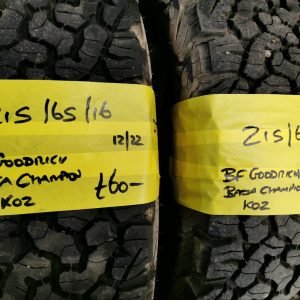 215/65/16
12/22
GOODRICH
BAJA CHAMPION
KO2
£60-
215/6
BF GOODRICH
BAJA CHAMPION
KO2